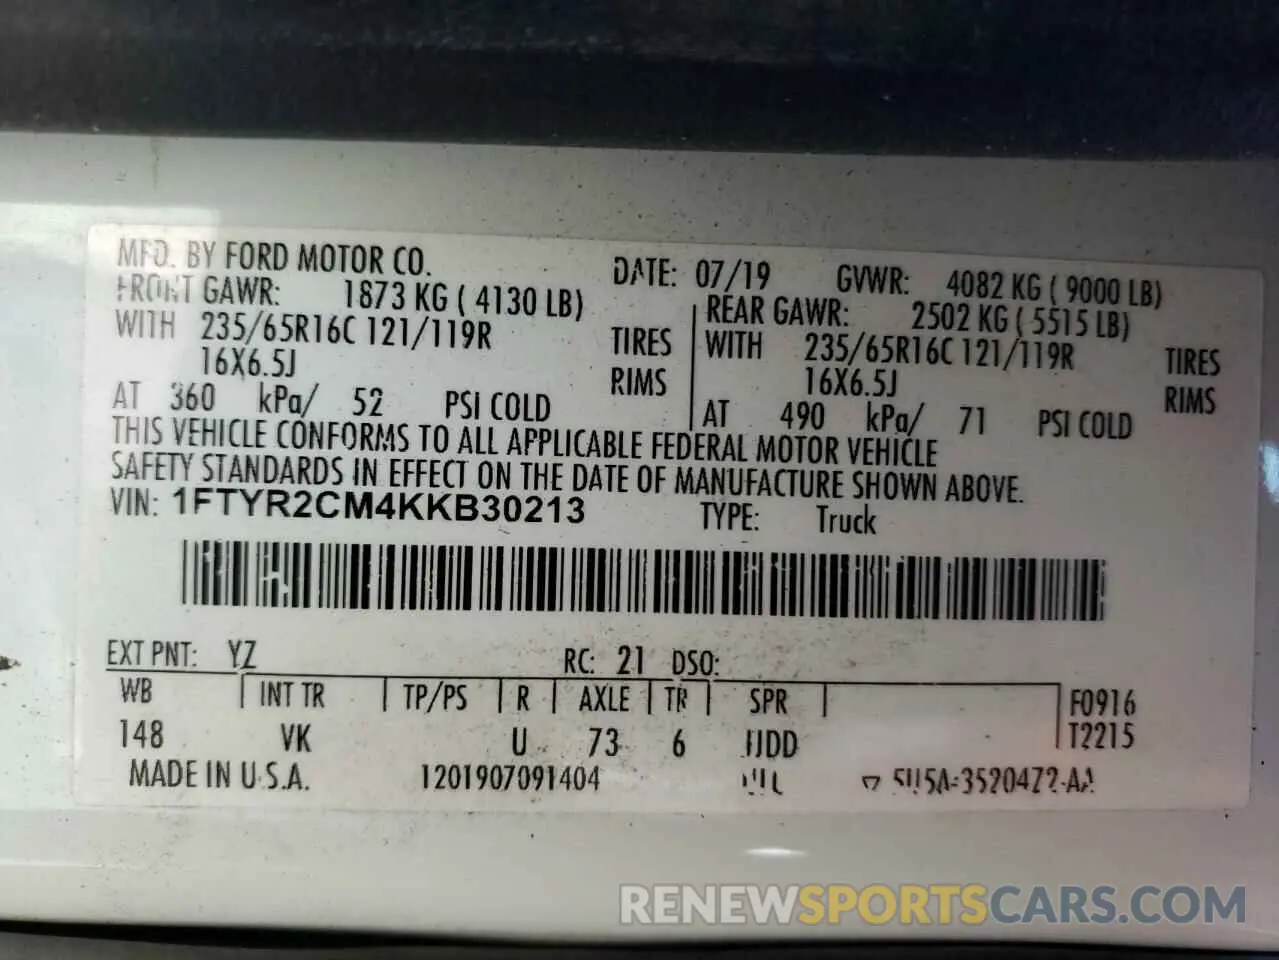 MFD. BY FORD MOTOR CO.
DATE: 07/19 GVWR: 4082 KG ( 9000 LB)
FRONT GAWR: 1873 KG ( 4130 LB)
REAR GAWR: 2502 KG ( 5515 LB)
WITH 235/65R16C 121/119R TIRES
WITH 235/65R16C 121/119R TIRES
16X6.5J RIMS
16X6.5J RIMS
AT 360 kPa/ 52 PSI COLD
AT 490 kPa/ 71 PSI COLD
THIS VEHICLE CONFORMS TO ALL APPLICABLE FEDERAL MOTOR VEHICLE
SAFETY STANDARDS IN EFFECT ON THE DATE OF MANUFACTURE SHOWN ABOVE.
VIN: 1FTYR2CM4KKB30213 TYPE: Truck
EXT PNT: YZ RC: 21 DSO:
WB INT TR TP/PS R AXLE TR SPR F0916
148 VK U 73 6 T2215
MADE IN U.S.A. 1201907091404
RENEWSPORTSCARS.COM